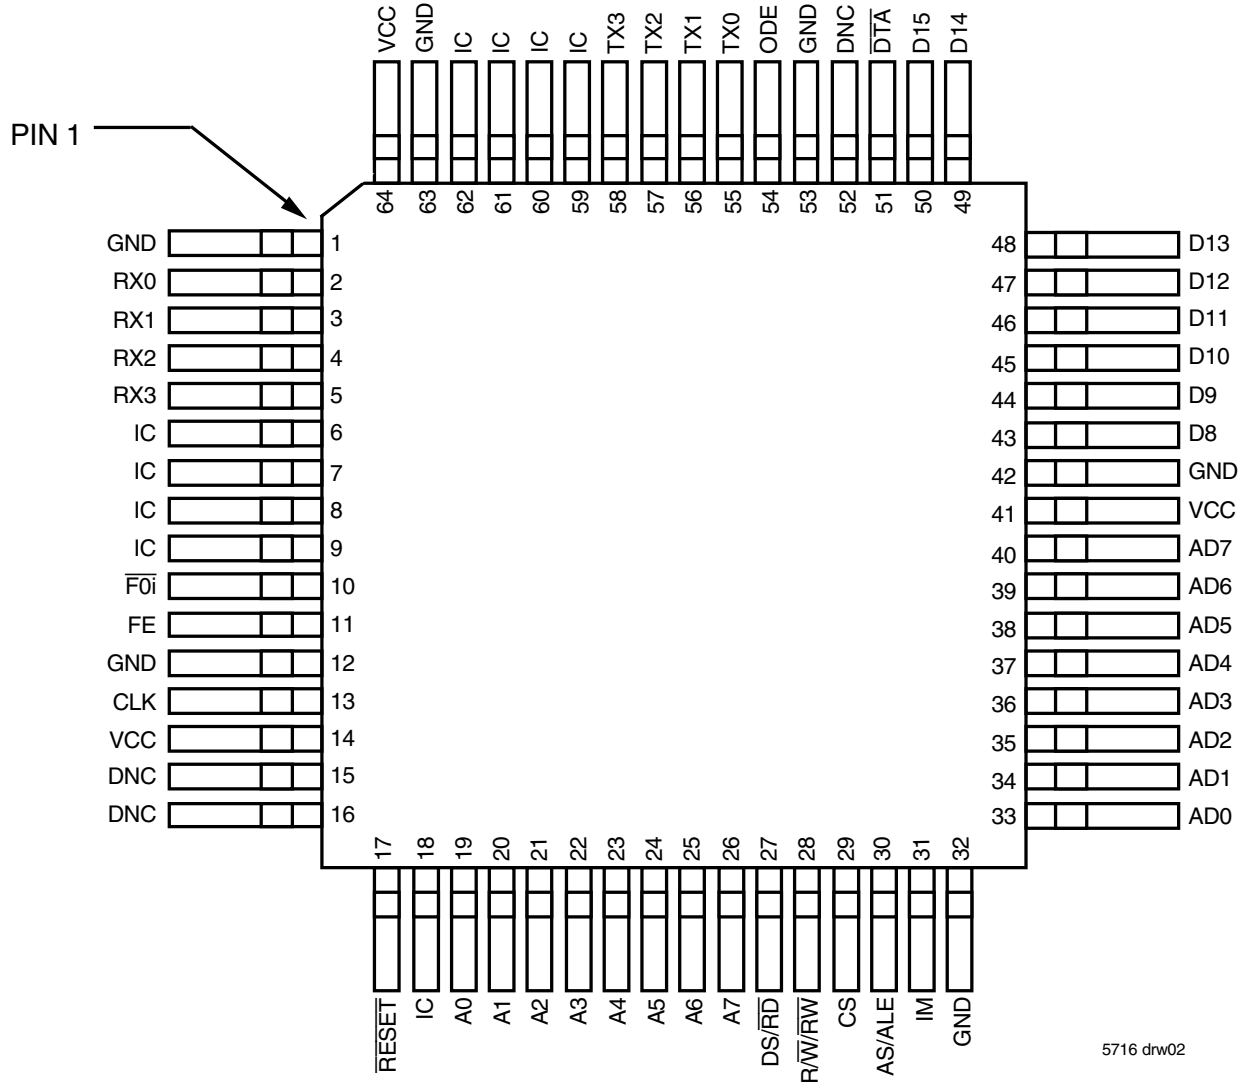 VCC
GND
IC
IC
IC
IC
TX3
TX2
TX1
TX0
ODE
GND
DNC
D̅T̅A̅
D15
D14
PIN 1
64
63
62
61
60
59
58
57
56
55
54
53
52
51
50
49
GND 1
RX0 2
RX1 3
RX2 4
RX3 5
IC 6
IC 7
IC 8
IC 9
F̅0̅i̅ 10
FE 11
GND 12
CLK 13
VCC 14
DNC 15
DNC 16
48 D13
47 D12
46 D11
45 D10
44 D9
43 D8
42 GND
41 VCC
40 AD7
39 AD6
38 AD5
37 AD4
36 AD3
35 AD2
34 AD1
33 AD0
17
18
19
20
21
22
23
24
25
26
27
28
29
30
31
32
R̅E̅S̅E̅T̅
IC
A0
A1
A2
A3
A4
A5
A6
A7
DS/R̅D̅
R/W̅/R̅W̅
CS
AS/ALE
IM
GND
5716 drw02